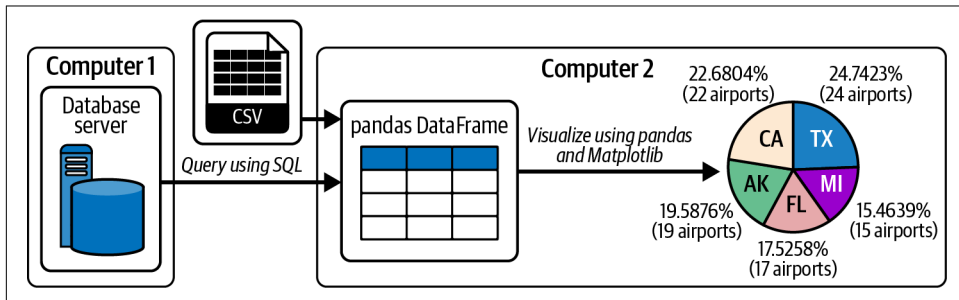 Computer 1
Database
server
CSV
Query using SQL
Computer 2
pandas DataFrame
Visualize using pandas
and Matplotlib
22.6804%
(22 airports)
24.7423%
(24 airports)
CA
TX
AK
MI
FL
19.5876%
(19 airports)
15.4639%
(15 airports)
17.5258%
(17 airports)